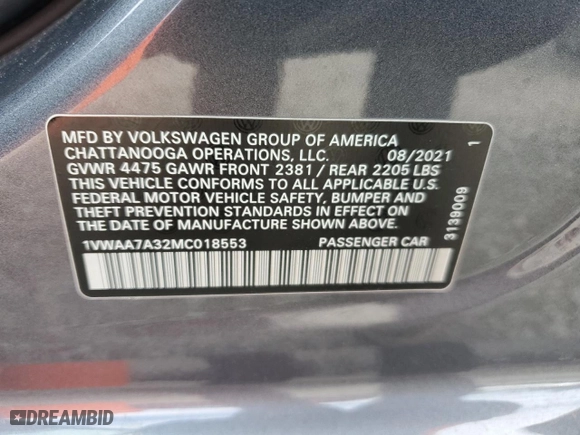 MFD BY VOLKSWAGEN GROUP OF AMERICA
CHATTANOOGA OPERATIONS, LLC. 08/2021
GVWR 4475 GAWR FRONT 2381 / REAR 2205 LBS
THIS VEHICLE CONFORMS TO ALL APPLICABLE U.S.
FEDERAL MOTOR VEHICLE SAFETY, BUMPER AND
THEFT PREVENTION STANDARDS IN EFFECT ON
THE DATE OF MANUFACTURE SHOWN ABOVE.
1VWAA7A32MC018553 PASSENGER CAR
3139009 1
DREAMBID